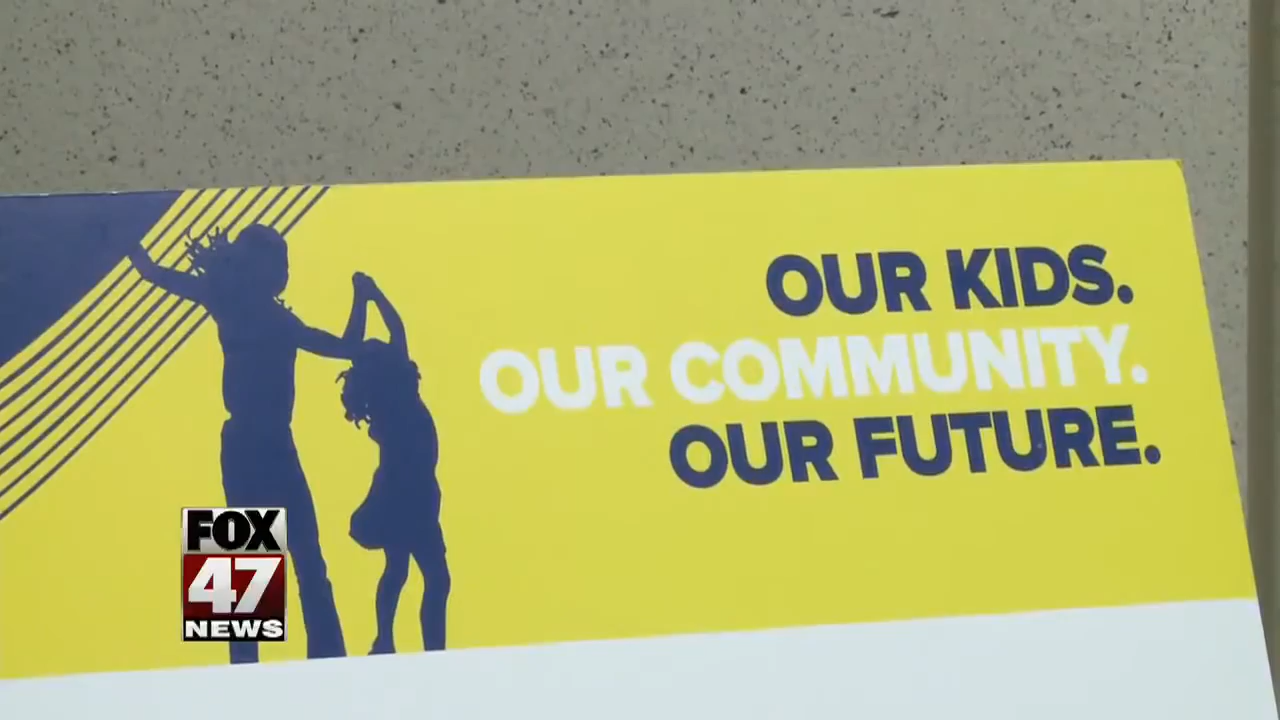 OUR KIDS.
OUR COMMUNITY.
OUR FUTURE.
FOX
47
NEWS